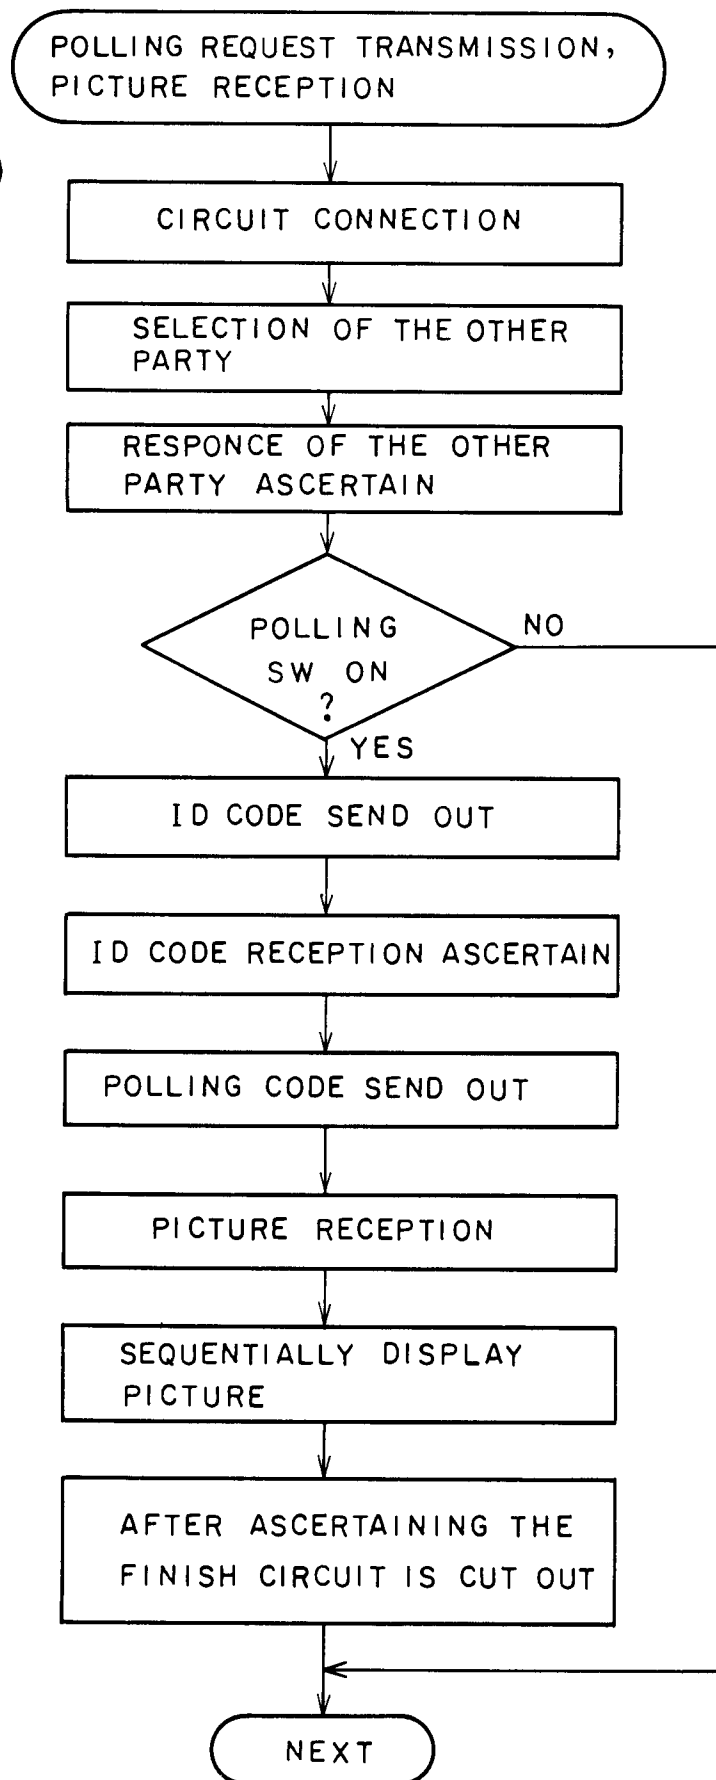 POLLING REQUEST TRANSMISSION,
PICTURE RECEPTION
CIRCUIT CONNECTION
SELECTION OF THE OTHER
PARTY
RESPONCE OF THE OTHER
PARTY ASCERTAIN
POLLING
SW ON
?
NO
YES
ID CODE SEND OUT
ID CODE RECEPTION ASCERTAIN
POLLING CODE SEND OUT
PICTURE RECEPTION
SEQUENTIALLY DISPLAY
PICTURE
AFTER ASCERTAINING THE
FINISH CIRCUIT IS CUT OUT
NEXT